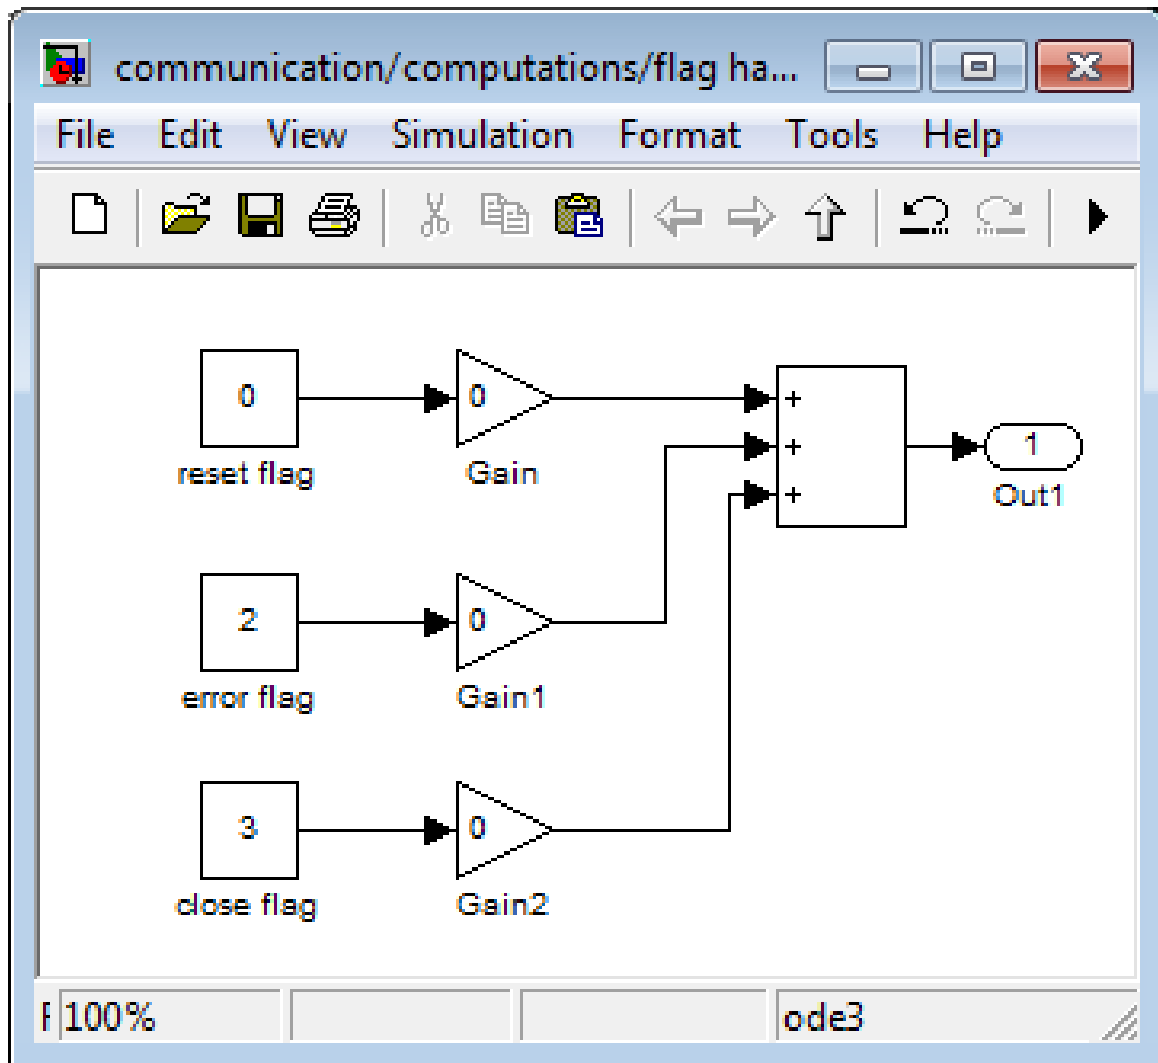 communication/computations/flag ha...
File Edit View Simulation Format Tools Help
0
0
+
+
+
1
reset flag
Gain
Out1
2
0
error flag
Gain1
3
0
close flag
Gain2
100%
ode3